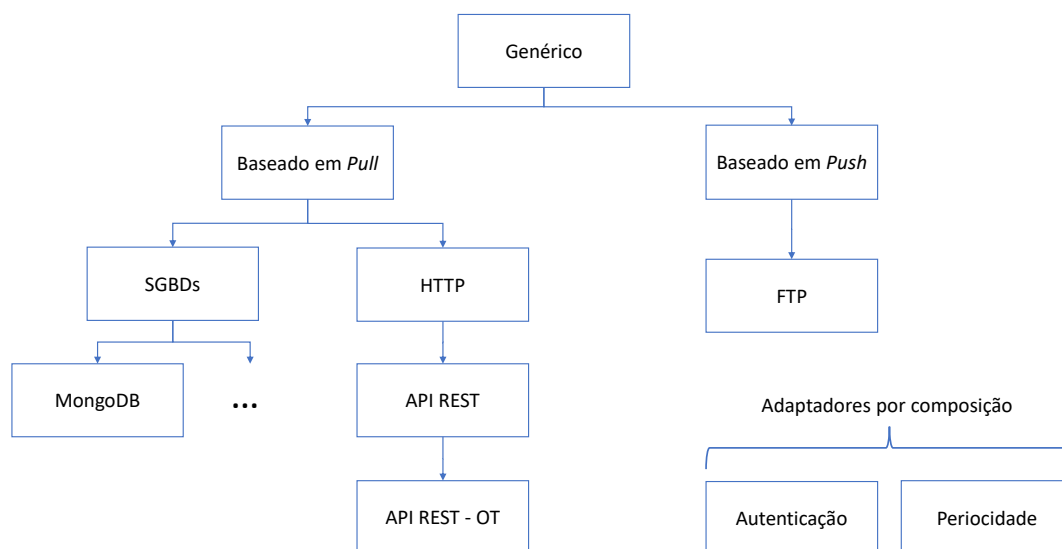 Genérico
Baseado em Pull
Baseado em Push
SGBDs
HTTP
FTP
MongoDB
...
API REST
Adaptadores por composição
API REST - OT
Autenticação
Periocidade